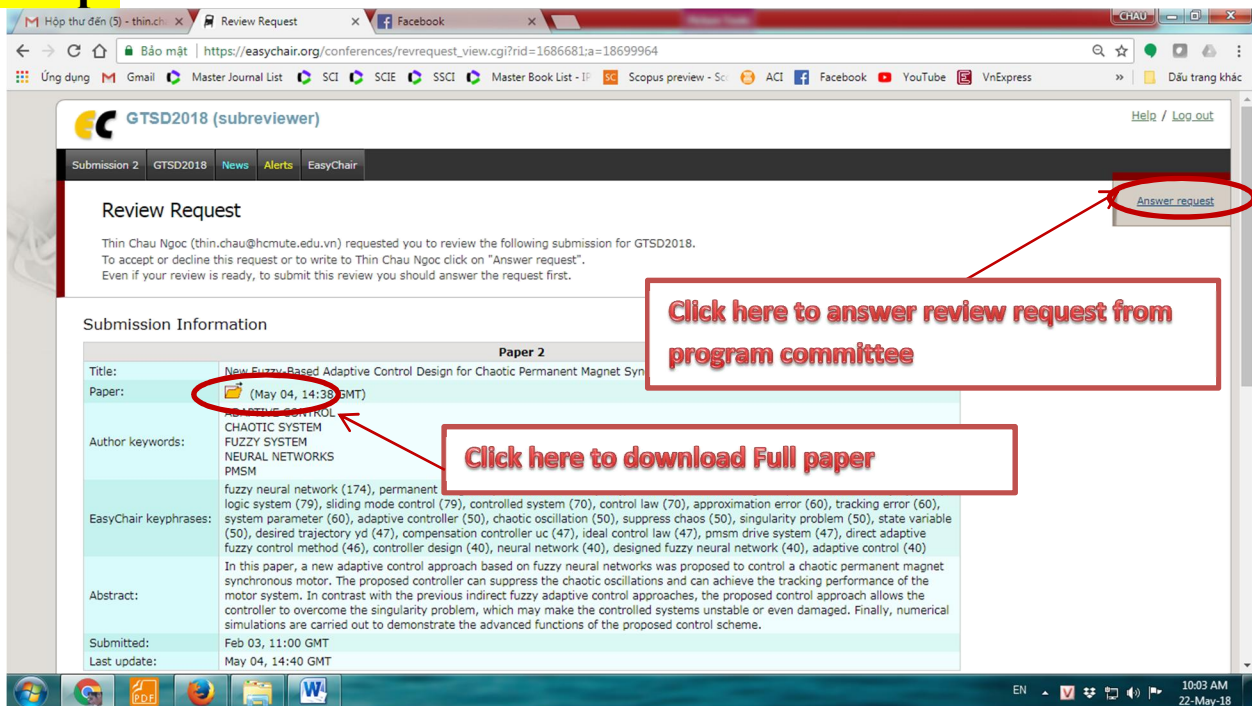 Hộp thư đến (5) - thin.ch
Review Request
Facebook
CHAU
Bảo mật | https://easychair.org/conferences/revrequest_view.cgi?rid=1686681;a=18699964
Ứng dụng Gmail Master Journal List SCI SCIE SSCI Master Book List - IP Scopus preview - Sc ACI Facebook YouTube VnExpress » Dấu trang khác
GTSD2018 (subreviewer)
Help / Log out
Submission 2 GTSD2018 News Alerts EasyChair
Answer request
Review Request
Thin Chau Ngoc (thin.chau@hcmute.edu.vn) requested you to review the following submission for GTSD2018.
To accept or decline this request or to write to Thin Chau Ngoc click on "Answer request".
Even if your review is ready, to submit this review you should answer the request first.
Click here to answer review request from
program committee
Submission Information
Paper 2
Title: New Fuzzy-Based Adaptive Control Design for Chaotic Permanent Magnet Syn
Paper: (May 04, 14:38 GMT)
Author keywords:
ADAPTIVE CONTROL
CHAOTIC SYSTEM
FUZZY SYSTEM
NEURAL NETWORKS
PMSM
Click here to download Full paper
EasyChair keyphrases:
fuzzy neural network (174), permanent
logic system (79), sliding mode control (79), controlled system (70), control law (70), approximation error (60), tracking error (60),
system parameter (60), adaptive controller (50), chaotic oscillation (50), suppress chaos (50), singularity problem (50), state variable
(50), desired trajectory yd (47), compensation controller uc (47), ideal control law (47), pmsm drive system (47), direct adaptive
fuzzy control method (46), controller design (40), neural network (40), designed fuzzy neural network (40), adaptive control (40)
Abstract:
In this paper, a new adaptive control approach based on fuzzy neural networks was proposed to control a chaotic permanent magnet
synchronous motor. The proposed controller can suppress the chaotic oscillations and can achieve the tracking performance of the
motor system. In contrast with the previous indirect fuzzy adaptive control approaches, the proposed control approach allows the
controller to overcome the singularity problem, which may make the controlled systems unstable or even damaged. Finally, numerical
simulations are carried out to demonstrate the advanced functions of the proposed control scheme.
Submitted: Feb 03, 11:00 GMT
Last update: May 04, 14:40 GMT
EN
10:03 AM
22-May-18